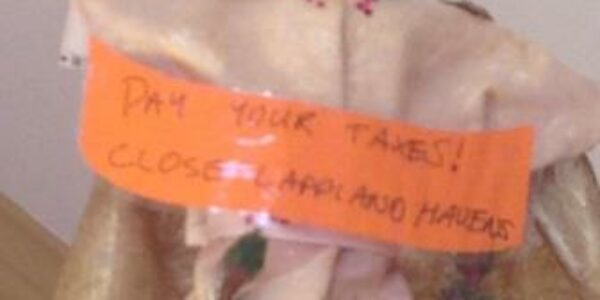 PAY YOUR TAXES!
CLOSE LAPPLAND HAVENS